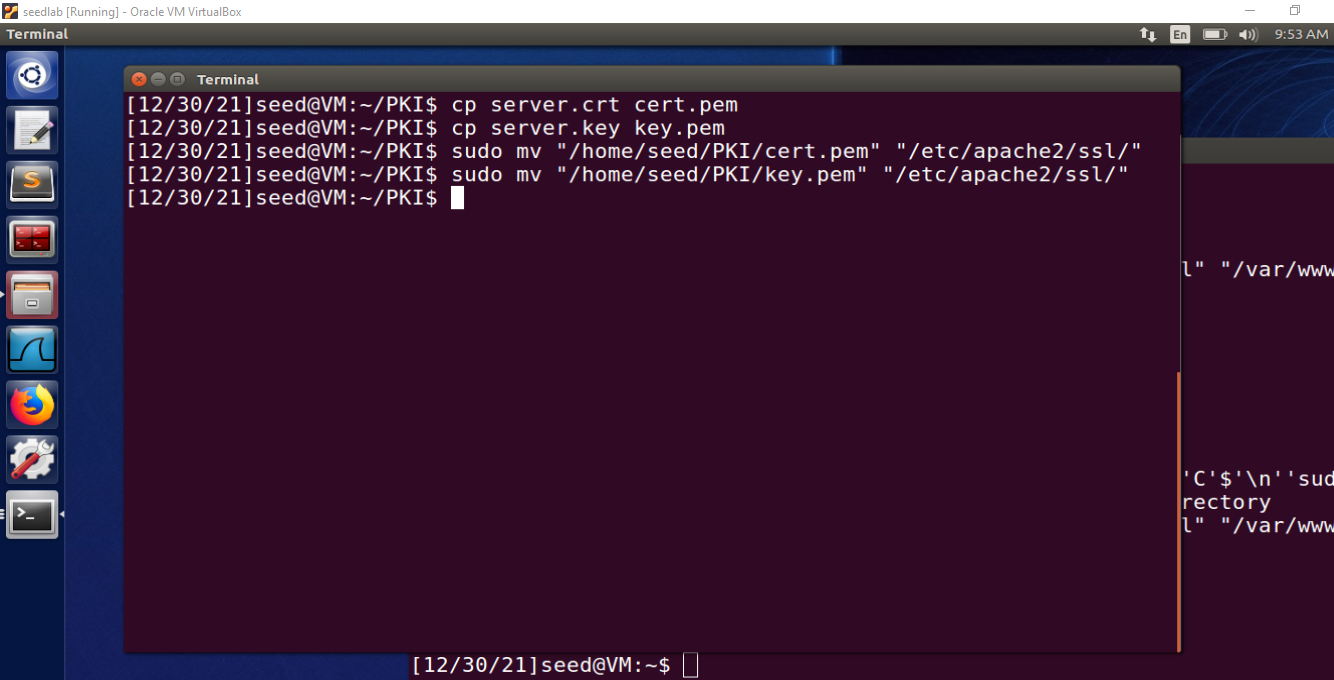 seedlab [Running] - Oracle VM VirtualBox
Terminal
En
9:53 AM
Terminal
[12/30/21]seed@VM:~/PKI$ cp server.crt cert.pem
[12/30/21]seed@VM:~/PKI$ cp server.key key.pem
[12/30/21]seed@VM:~/PKI$ sudo mv "/home/seed/PKI/cert.pem" "/etc/apache2/ssl/"
[12/30/21]seed@VM:~/PKI$ sudo mv "/home/seed/PKI/key.pem" "/etc/apache2/ssl/"
[12/30/21]seed@VM:~/PKI$
l" "/var/www
'C'$'\n''sud
rectory
l" "/var/www
[12/30/21]seed@VM:~$